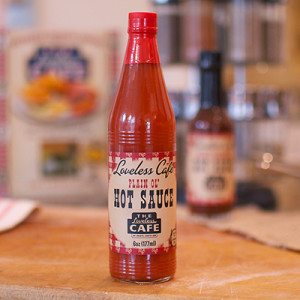 Loveless Cafe
PLAIN OL'
HOT SAUCE
THE
Loveless
CAFE
6oz (177ml)